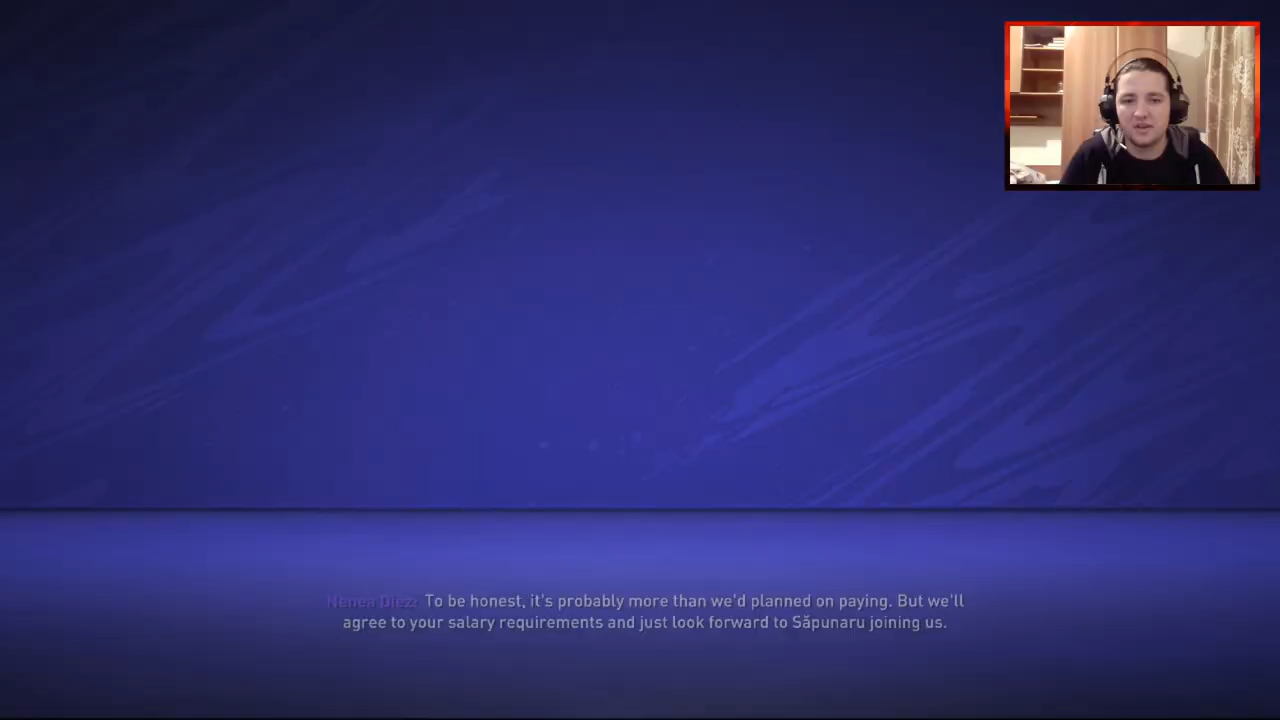 Nenea Diez: To be honest, it's probably more than we'd planned on paying. But we'll
agree to your salary requirements and just look forward to Săpunaru joining us.